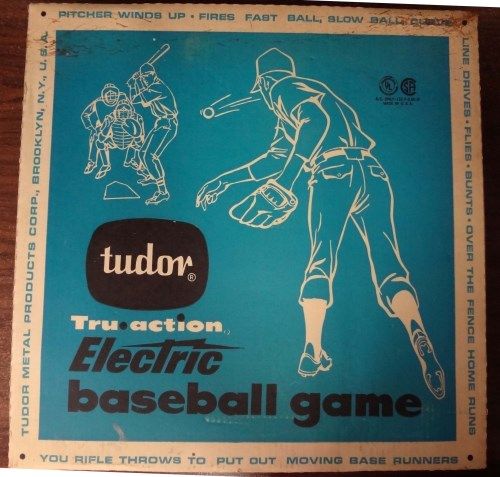 PITCHER WINDS UP • FIRES FAST BALL, SLOW BALL, CURVE
LINE DRIVES • FLIES • BUNTS • OVER THE FENCE HOME RUNS
UL
tudor®
Tru•action
Electric
baseball game
YOU RIFLE THROWS TO PUT OUT MOVING BASE RUNNERS
TUDOR METAL PRODUCTS CORP., BROOKLYN, N.Y., U.S.A.